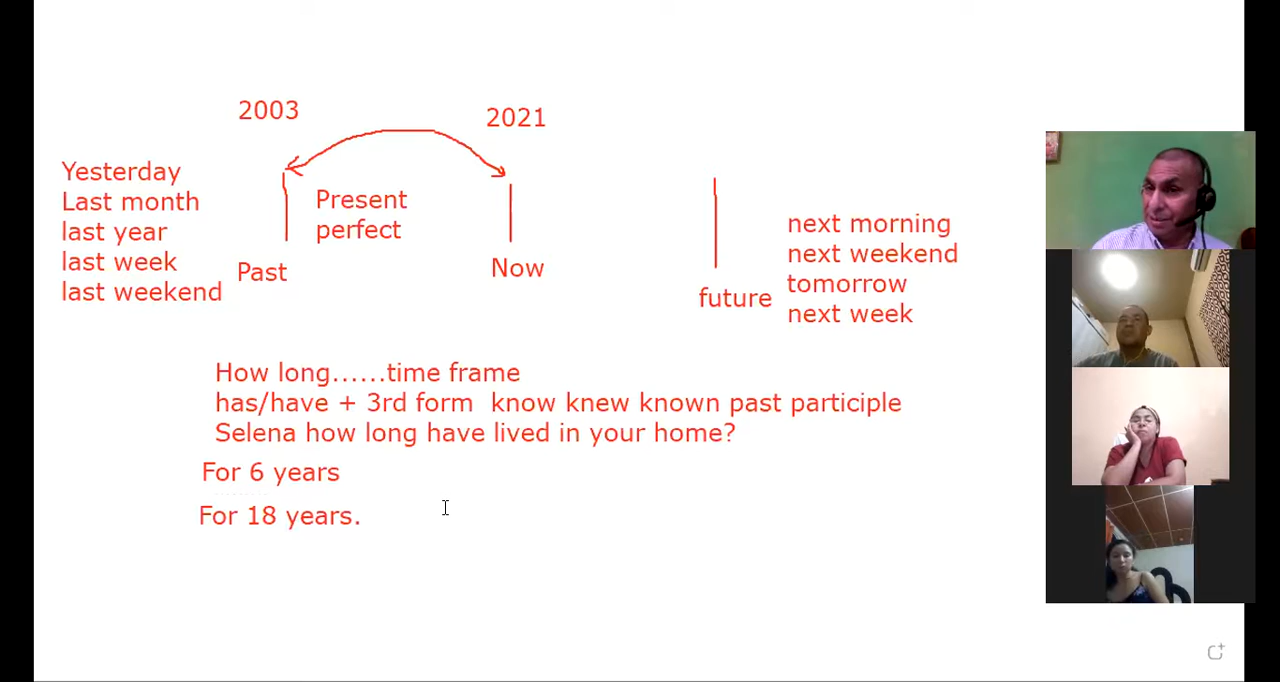 2003
2021
Yesterday
Last month
last year
last week
last weekend
Past
Present
perfect
Now
future
next morning
next weekend
tomorrow
next week
How long......time frame
has/have + 3rd form know knew known past participle
Selena how long have lived in your home?
For 6 years
For 18 years.